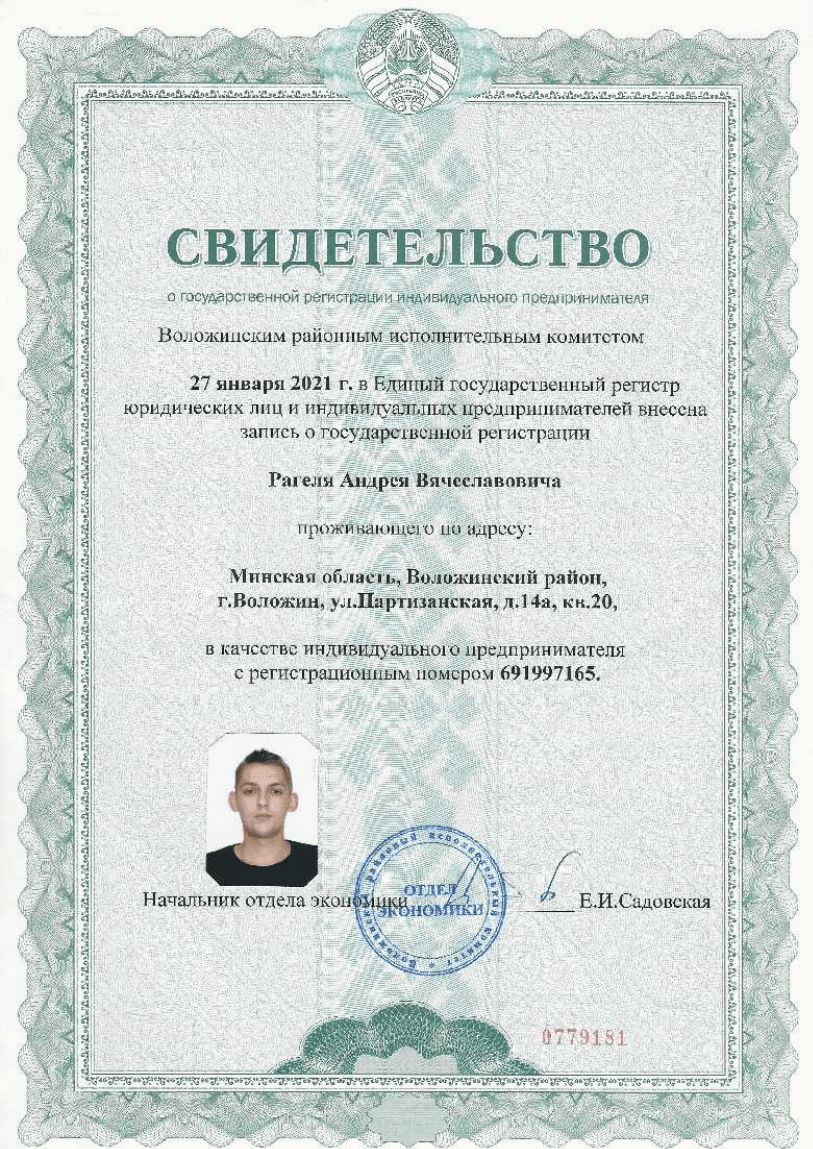 СВИДЕТЕЛЬСТВО
о государственной регистрации индивидуального предпринимателя
Воложинским районным исполнительным комитетом
27 января 2021 г. в Единый государственный регистр
юридических лиц и индивидуальных предпринимателей внесена
запись о государственной регистрации
Рагеля Андрея Вячеславовича
проживающего по адресу:
Минская область, Воложинский район,
г.Воложин, ул.Партизанская, д.14а, кв.20,
в качестве индивидуального предпринимателя
с регистрационным номером 691997165.
Воложинский районный исполнительный комитет
ОТДЕЛ
ЭКОНОМИКИ
Начальник отдела экономики Е.И.Садовская
0779181